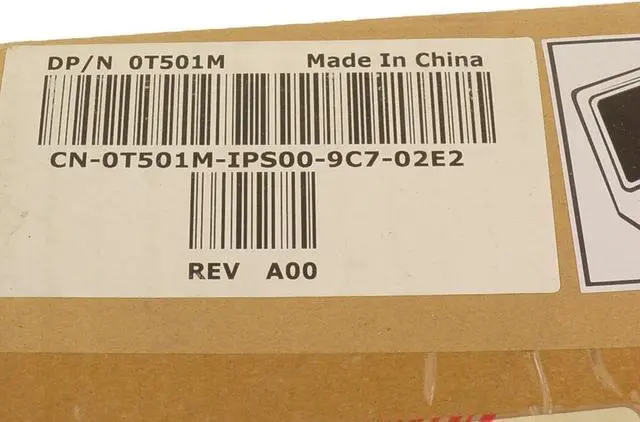 DP/N 0T501M Made In China
CN-0T501M-IPS00-9C7-02E2
REV A00